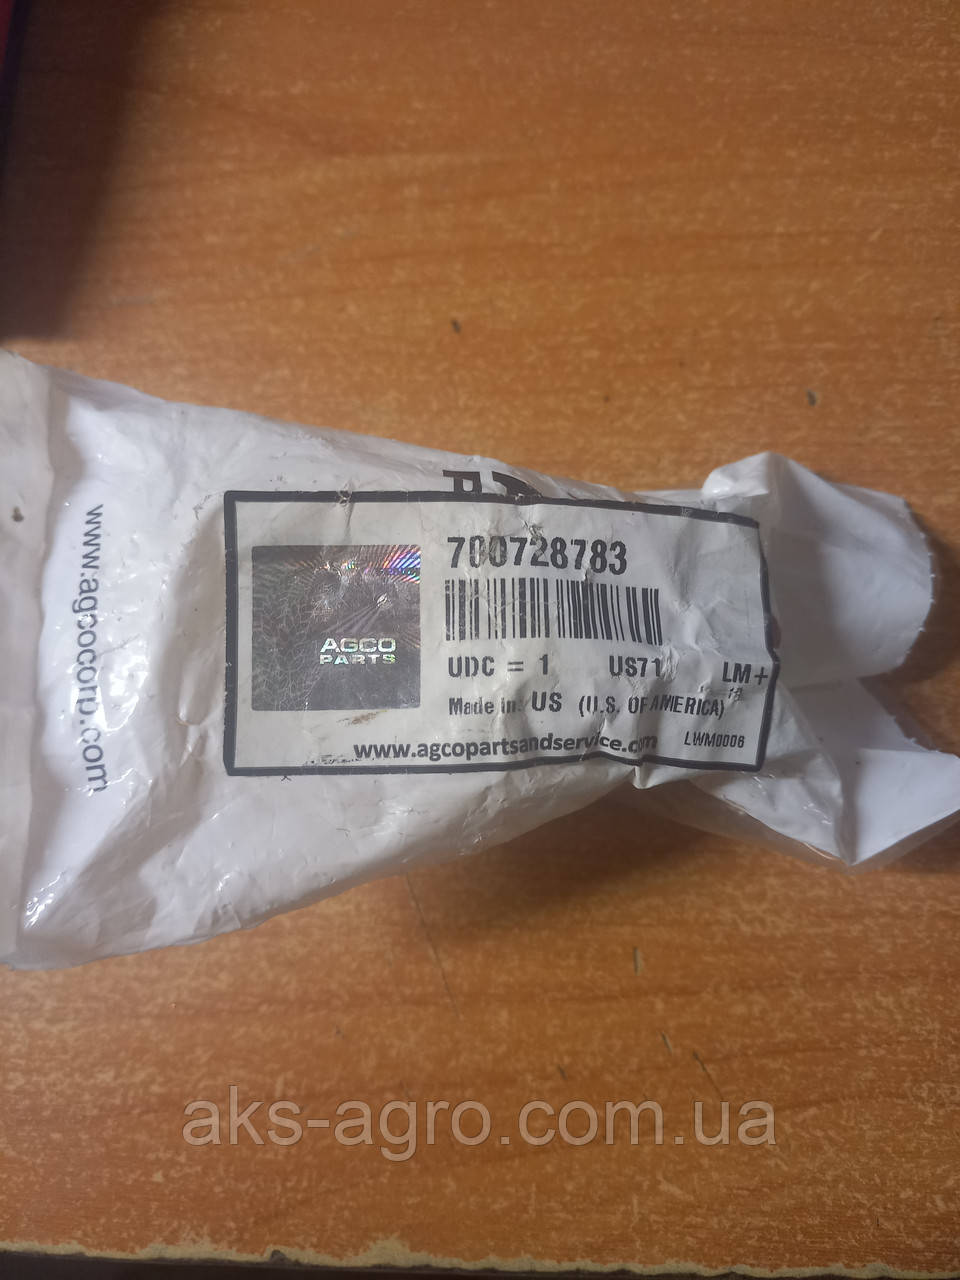 www.agcocorp.com
700728783
AGCO
PARTS
UDC = 1 US71 LM+
Made in: US (U.S. OF AMERICA)
www.agcopartsandservice.com LWM0006
aks-agro.com.ua